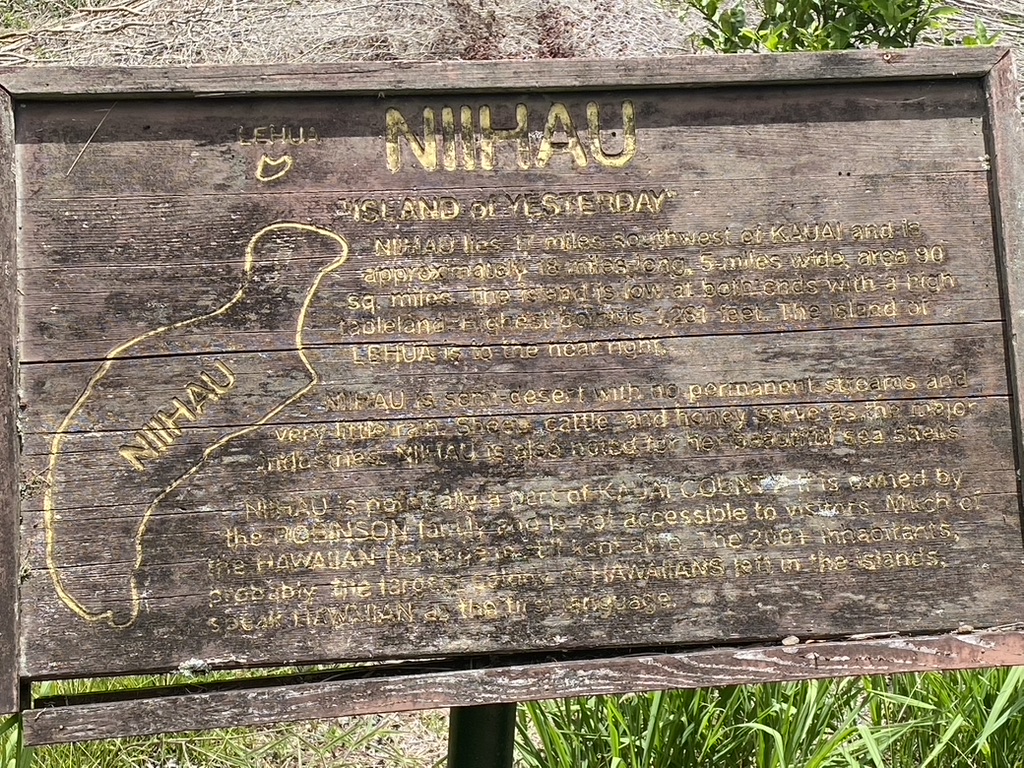 LEHUA
NIIHAU
"ISLAND of YESTERDAY"
NIIHAU lies 17 miles southwest of KAUAI and is
approximately 18 miles long, 5 miles wide, area 90
sq. miles. The island is low at both ends with a high
tableland. Highest point is 1,281 feet. The island of
LEHUA is to the near right.
NIIHAU
NIIHAU is semi-desert with no permanent streams and
very little rain. Sheep, cattle and honey serve as the major
industries. NIIHAU is also noted for her beautiful sea shells
NIIHAU is politically a part of KAUAI COUNTY. It is owned by
the ROBINSON family and is not accessible to visitors. Much of
the HAWAIIAN heritage is still kept alive. The 200+ inhabitants,
probably the largest colony of HAWAIIANS left in the islands,
speak HAWAIIAN as the first language.